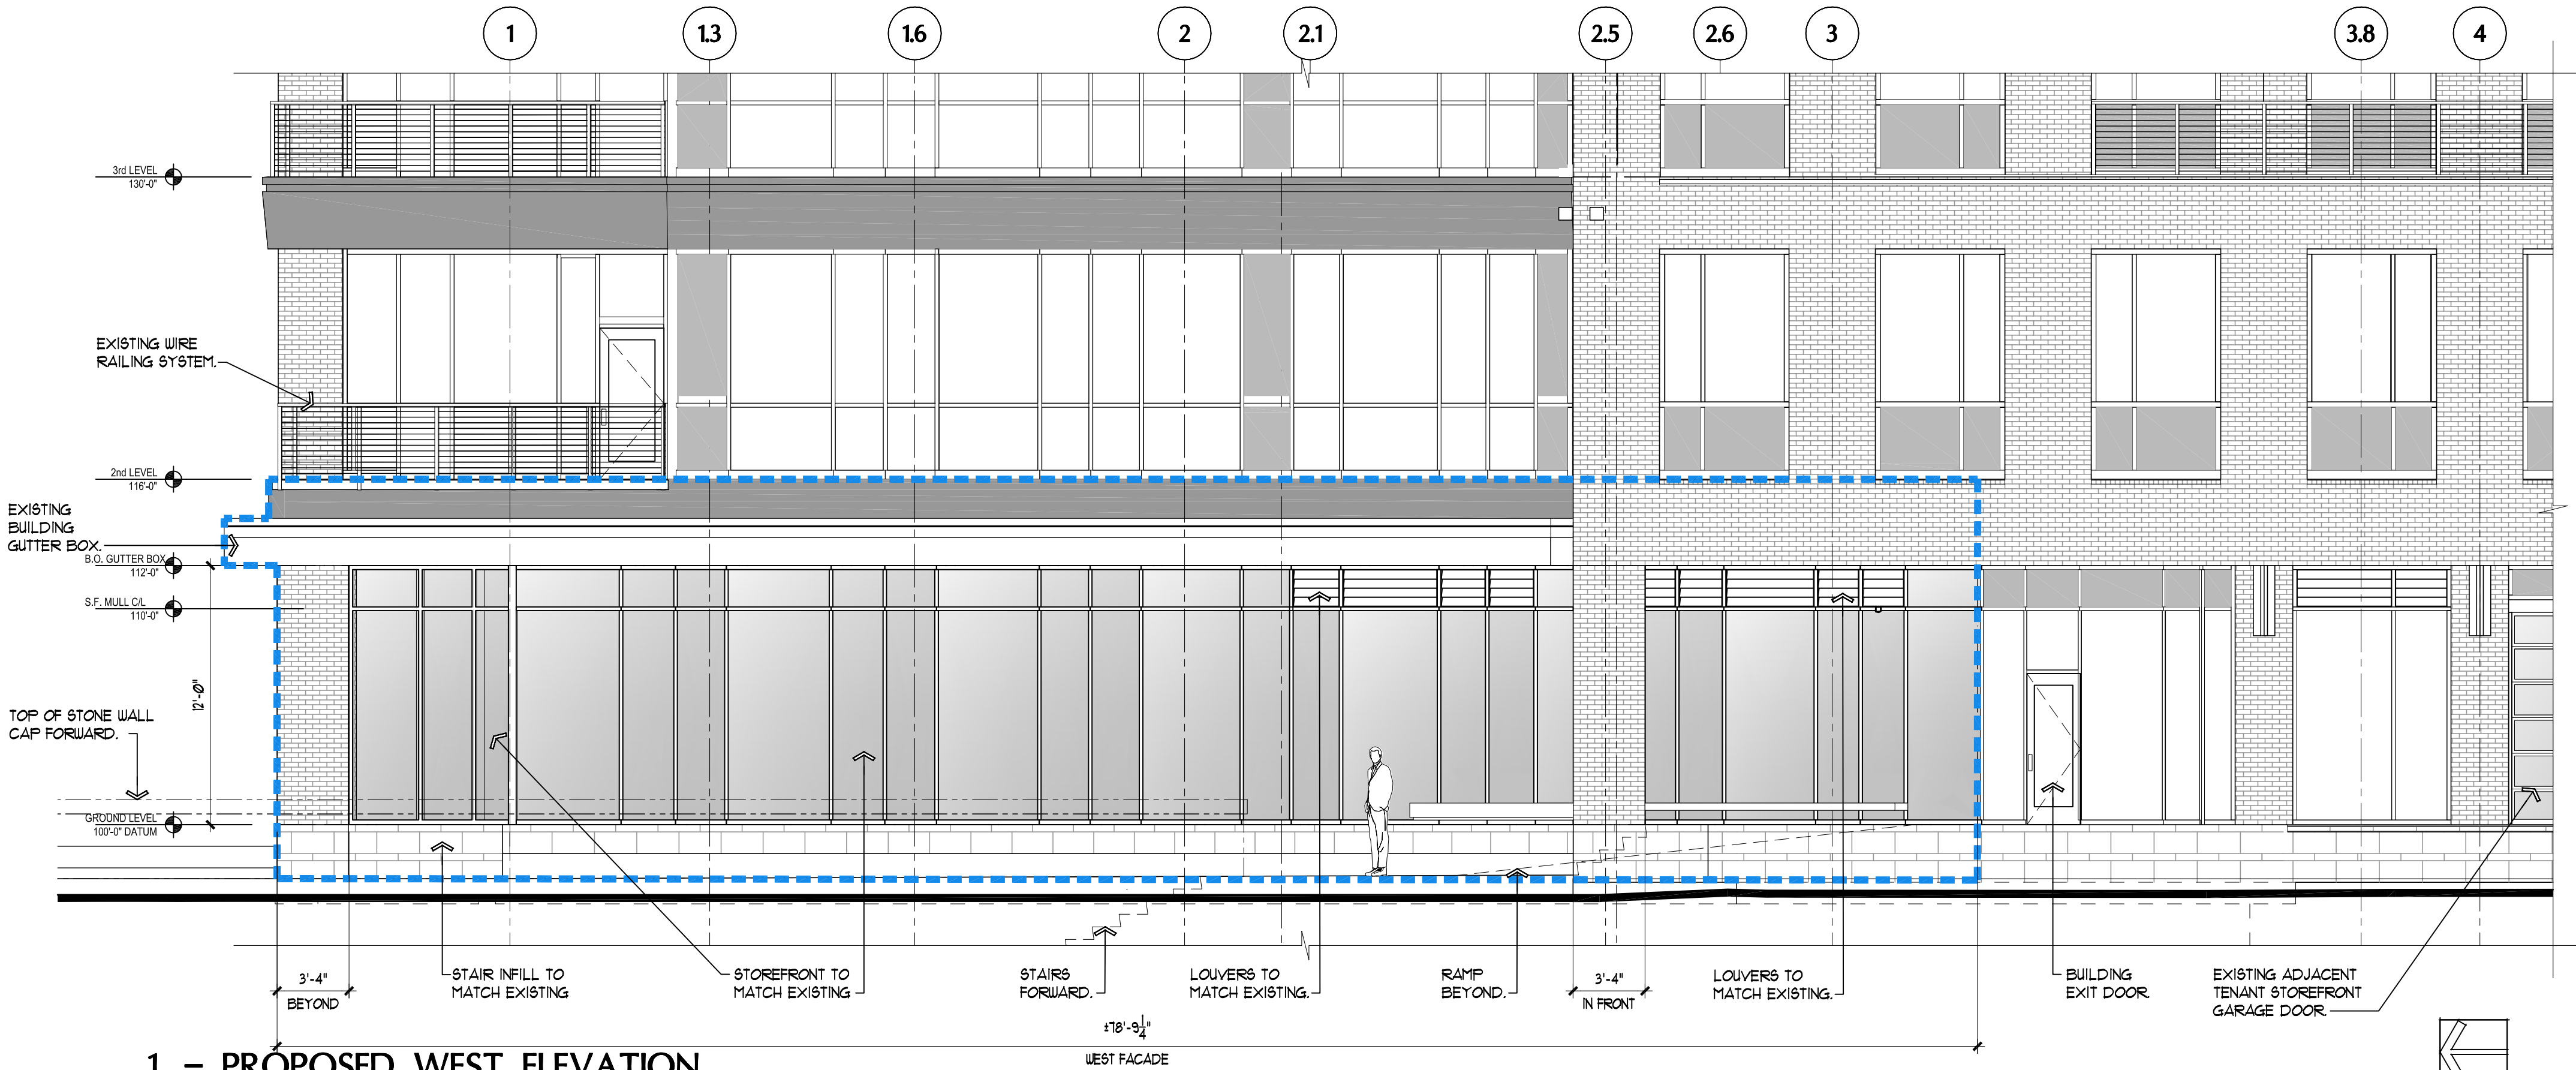 1
1.3
1.6
2
2.1
2.5
2.6
3
3.8
4
3rd LEVEL
130'-0"
EXISTING WIRE
RAILING SYSTEM.
2nd LEVEL
116'-0"
EXISTING
BUILDING
GUTTER BOX.
B.O. GUTTER BOX
112'-0"
S.F. MULL C/L
110'-0"
12'-0"
TOP OF STONE WALL
CAP FORWARD.
GROUND LEVEL
100'-0" DATUM
3'-4"
BEYOND
STAIR INFILL TO
MATCH EXISTING
STOREFRONT TO
MATCH EXISTING
STAIRS
FORWARD.
LOUVERS TO
MATCH EXISTING.
RAMP
BEYOND.
3'-4"
IN FRONT
LOUVERS TO
MATCH EXISTING.
BUILDING
EXIT DOOR.
EXISTING ADJACENT
TENANT STOREFRONT
GARAGE DOOR.
±78'-9 1/4"
WEST FACADE
1 - PROPOSED WEST ELEVATION